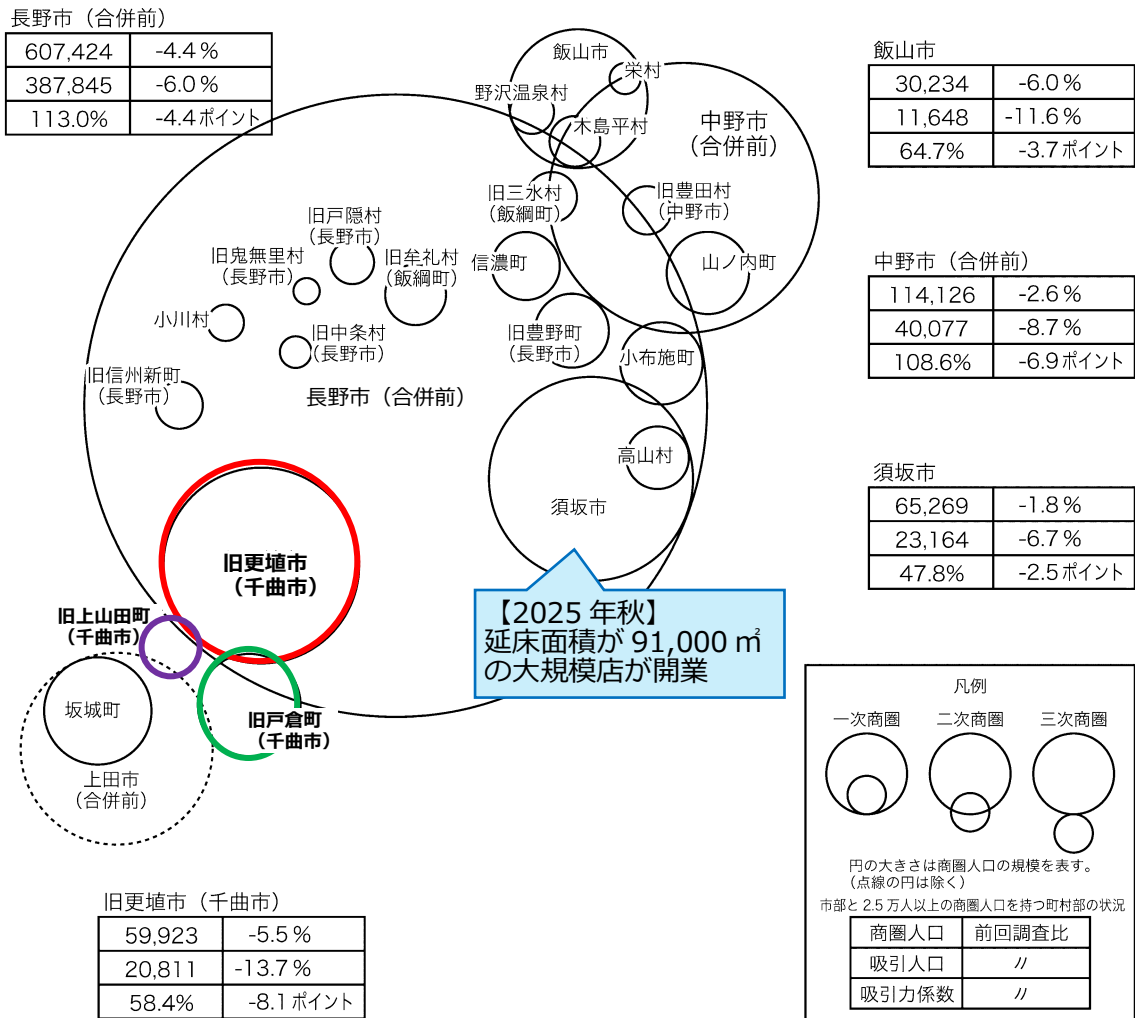 長野市（合併前）
607,424 -4.4％
387,845 -6.0％
113.0% -4.4ポイント
飯山市
30,234 -6.0％
11,648 -11.6％
64.7% -3.7ポイント
中野市（合併前）
114,126 -2.6％
40,077 -8.7％
108.6% -6.9ポイント
須坂市
65,269 -1.8％
23,164 -6.7％
47.8% -2.5ポイント
飯山市
栄村
野沢温泉村
木島平村
中野市
（合併前）
旧三水村
（飯綱町）
旧豊田村
（中野市）
旧戸隠村
（長野市）
旧鬼無里村
（長野市）
旧牟礼村
（飯綱町）
信濃町
山ノ内町
小川村
旧中条村
（長野市）
旧豊野町
（長野市）
小布施町
旧信州新町
（長野市）
長野市（合併前）
高山村
須坂市
旧更埴市
（千曲市）
【2025年秋】
延床面積が91,000㎡
の大規模店が開業
旧上山田町
（千曲市）
坂城町
旧戸倉町
（千曲市）
上田市
（合併前）
凡例
一次商圏 二次商圏 三次商圏
円の大きさは商圏人口の規模を表す。
（点線の円は除く）
市部と2.5万人以上の商圏人口を持つ町村部の状況
商圏人口 前回調査比
吸引人口 〃
吸引力係数 〃
旧更埴市（千曲市）
59,923 -5.5％
20,811 -13.7％
58.4% -8.1ポイント